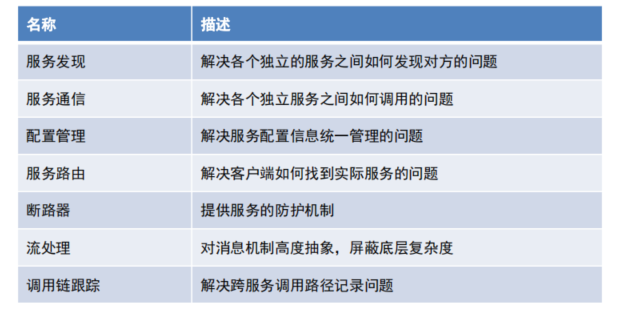 名称 描述
服务发现 解决各个独立的服务之间如何发现对方的问题
服务通信 解决各个独立服务之间如何调用的问题
配置管理 解决服务配置信息统一管理的问题
服务路由 解决客户端如何找到实际服务的问题
断路器 提供服务的防护机制
流处理 对消息机制高度抽象，屏蔽底层复杂度
调用链跟踪 解决跨服务调用路径记录问题